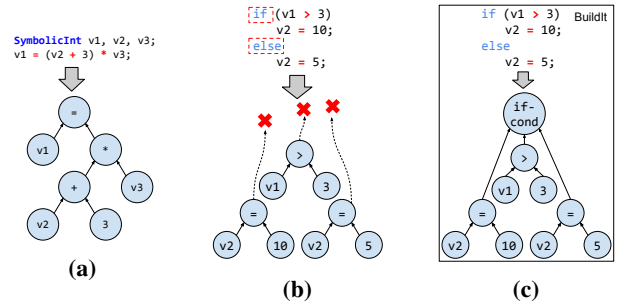 SymbolicInt v1, v2, v3;
v1 = (v2 + 3) * v3;
=
v1
*
+
v3
v2
3
(a)
if (v1 > 3)
v2 = 10;
else
v2 = 5;
>
v1
3
=
=
v2
10
v2
5
(b)
BuildIt
if (v1 > 3)
v2 = 10;
else
v2 = 5;
if-
cond
>
v1
3
=
=
v2
10
v2
5
(c)